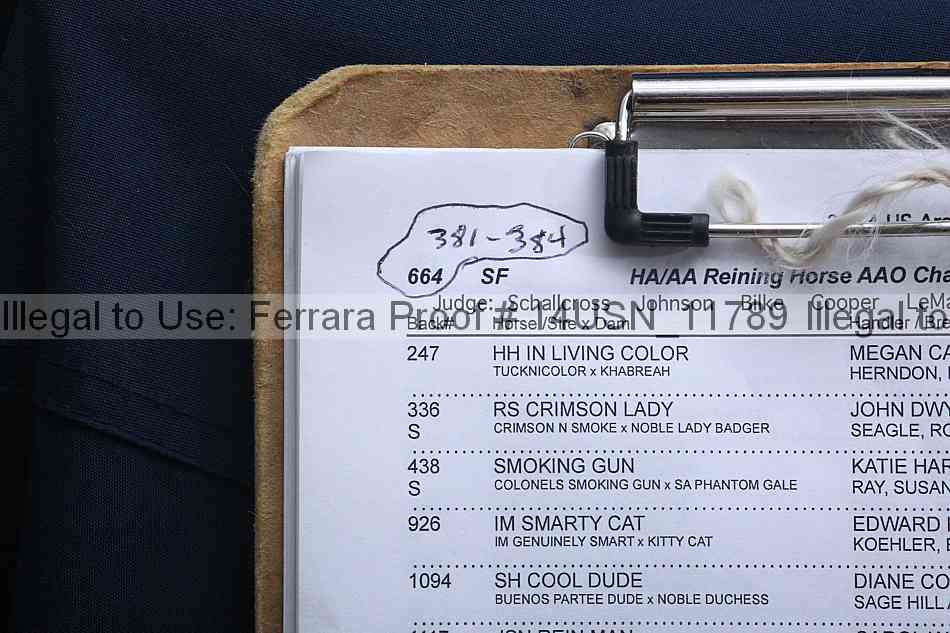 381-384
US
664 SF HA/AA Reining Horse AAO
Judge: Schallcross Johnson Bilke Cooper
Illegal to Use: Ferrara Proof # 14USN_11789 Illegal to
Back# Horse/Sire x Dam Handler
247 HH IN LIVING COLOR MEGAN
TUCKNICOLOR x KHABREAH HERNDON,
336 RS CRIMSON LADY JOHN
S CRIMSON N SMOKE x NOBLE LADY BADGER SEAGLE,
438 SMOKING GUN KATIE
S COLONELS SMOKING GUN x SA PHANTOM GALE RAY, SUSAN
926 IM SMARTY CAT EDWARD
IM GENUINELY SMART x KITTY CAT KOEHLER,
1094 SH COOL DUDE DIANE
BUENOS PARTEE DUDE x NOBLE DUCHESS SAGE HILL